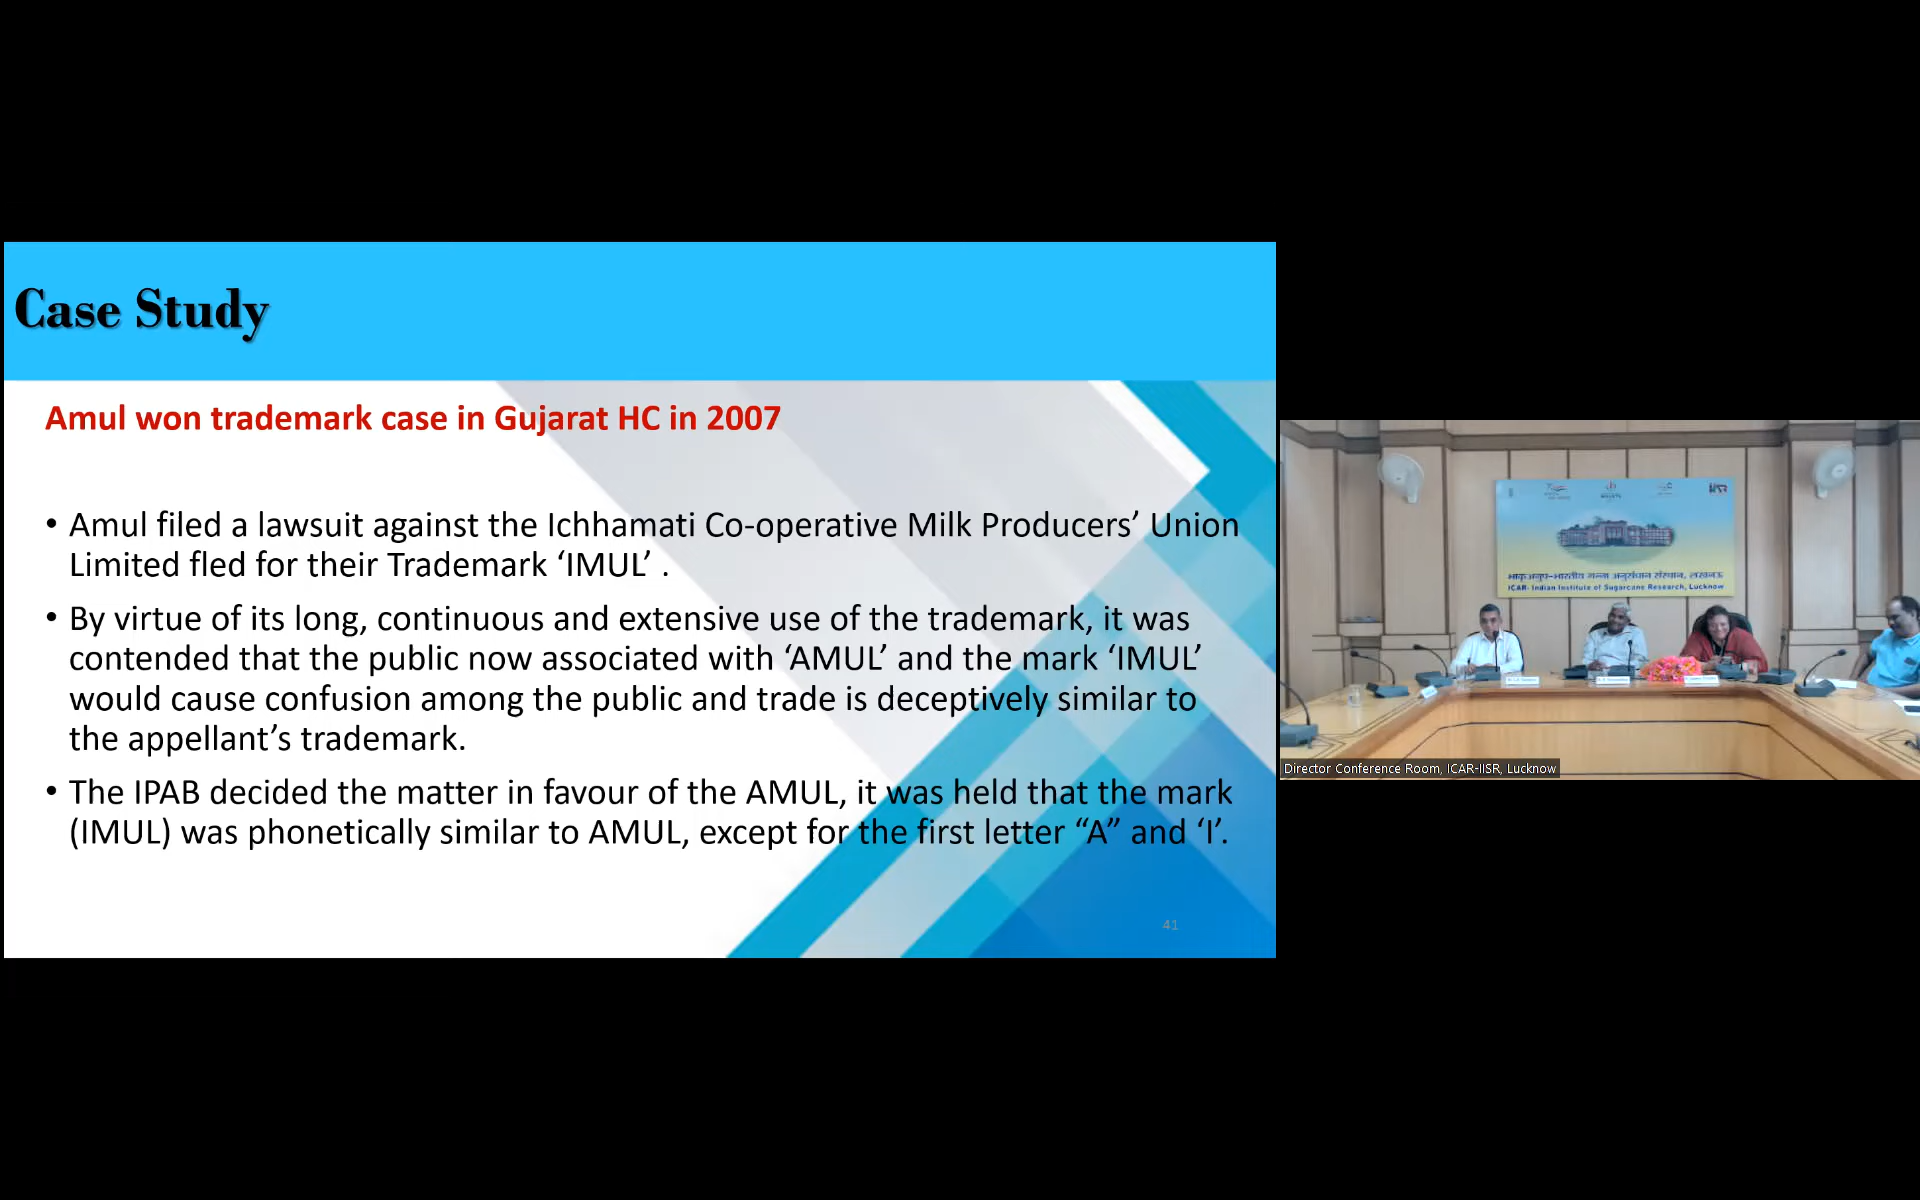 Case Study
Amul won trademark case in Gujarat HC in 2007
• Amul filed a lawsuit against the Ichhamati Co-operative Milk Producers’ Union
Limited fled for their Trademark ‘IMUL’ .
• By virtue of its long, continuous and extensive use of the trademark, it was
contended that the public now associated with ‘AMUL’ and the mark ‘IMUL’
would cause confusion among the public and trade is deceptively similar to
the appellant’s trademark.
• The IPAB decided the matter in favour of the AMUL, it was held that the mark
(IMUL) was phonetically similar to AMUL, except for the first letter “A” and ‘I’.
41
भाकृअनुप-भारतीय गन्ना अनुसंधान संस्थान, लखनऊ
ICAR- Indian Institute of Sugarcane Research, Lucknow
Director Conference Room, ICAR-IISR, Lucknow